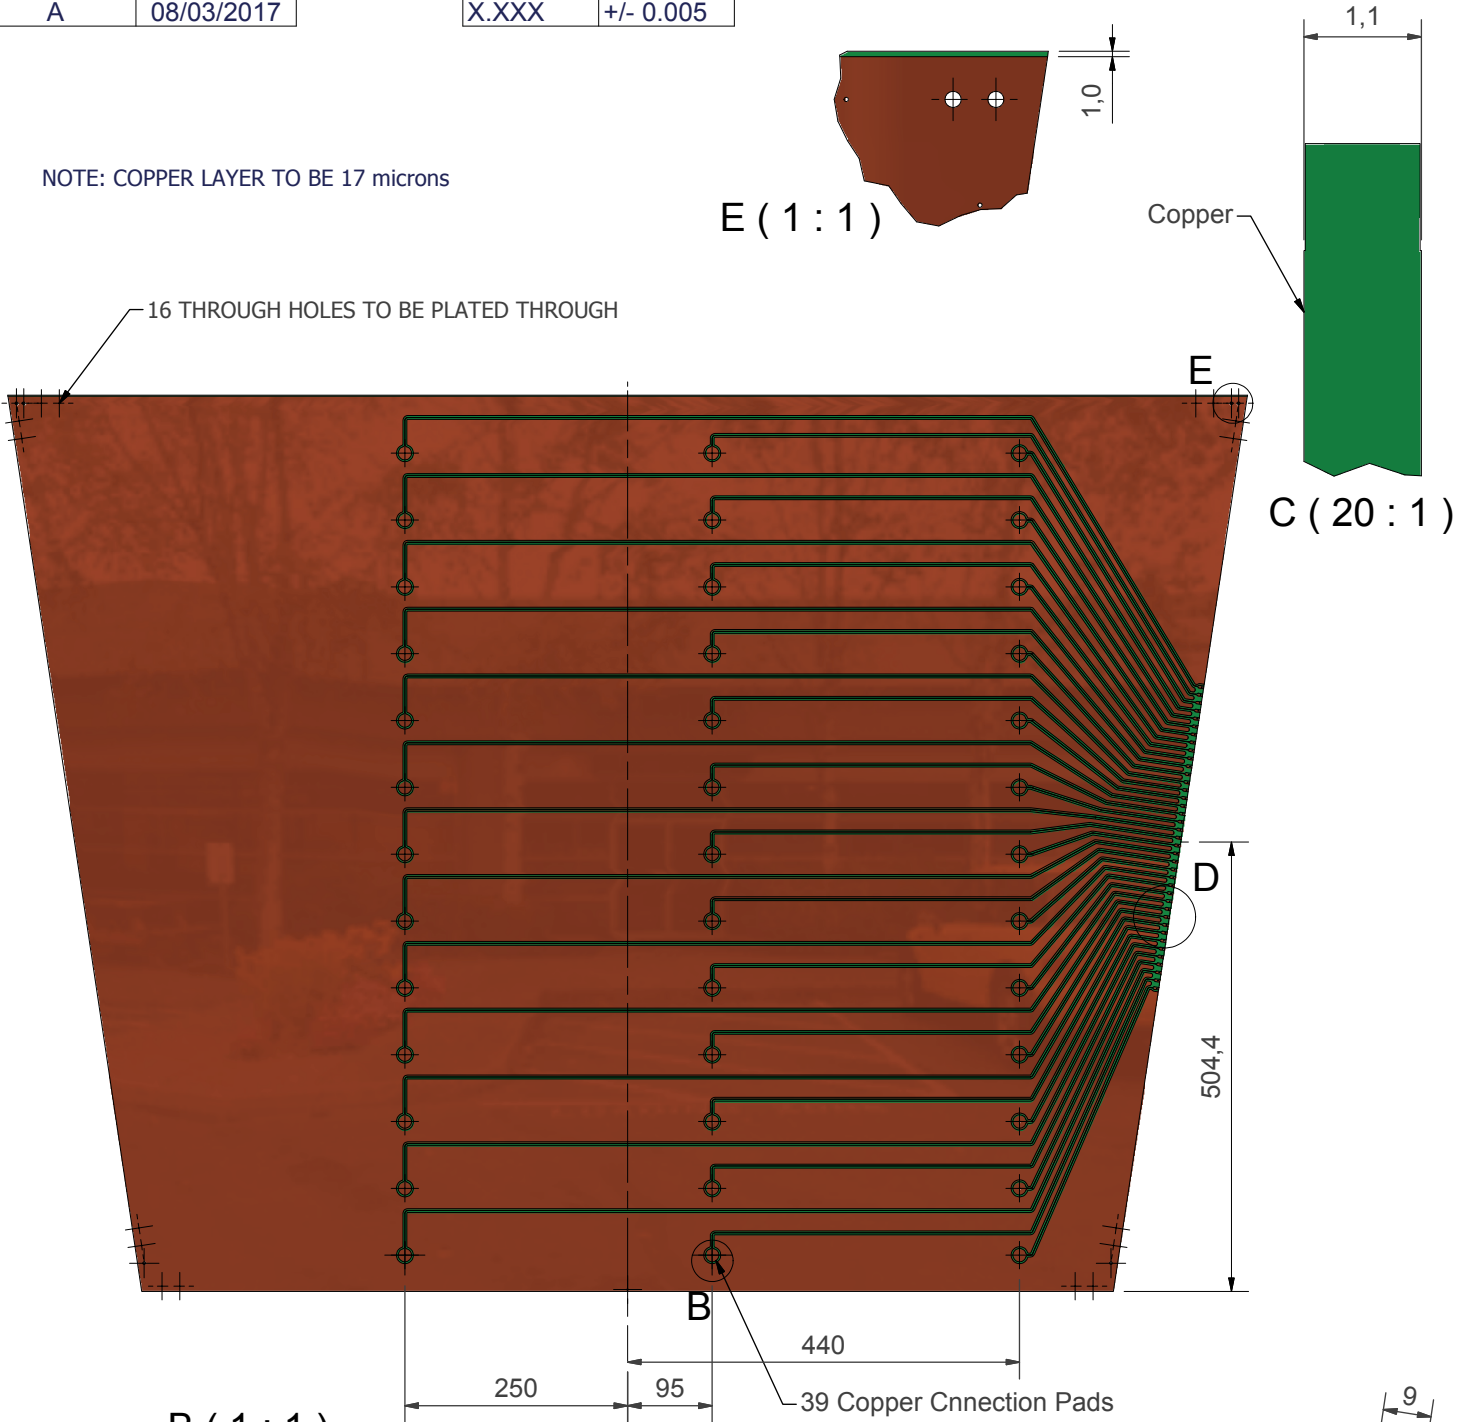 A 08/03/2017 X.XXX +/- 0.005
1,1
1,0
NOTE: COPPER LAYER TO BE 17 microns
E ( 1 : 1 )
Copper
16 THROUGH HOLES TO BE PLATED THROUGH
E
C ( 20 : 1 )
D
504,4
B
440
250
95
39 Copper Cnnection Pads
9
B ( 1 : 1 )